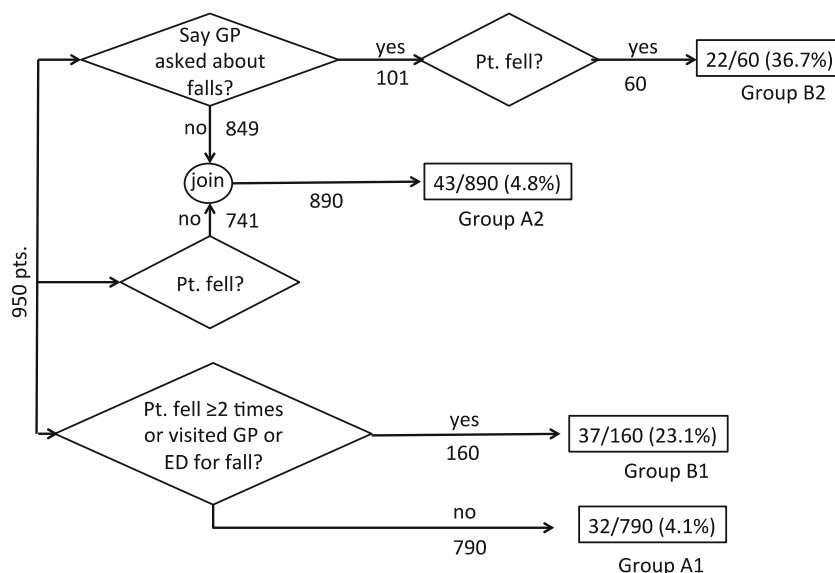 Say GP
asked about
falls?
yes
101
Pt. fell?
yes
60
22/60 (36.7%)
Group B2
no 849
join
890
43/890 (4.8%)
Group A2
no 741
Pt. fell?
950 pts.
Pt. fell ≥2 times
or visited GP or
ED for fall?
yes
160
37/160 (23.1%)
Group B1
no
790
32/790 (4.1%)
Group A1